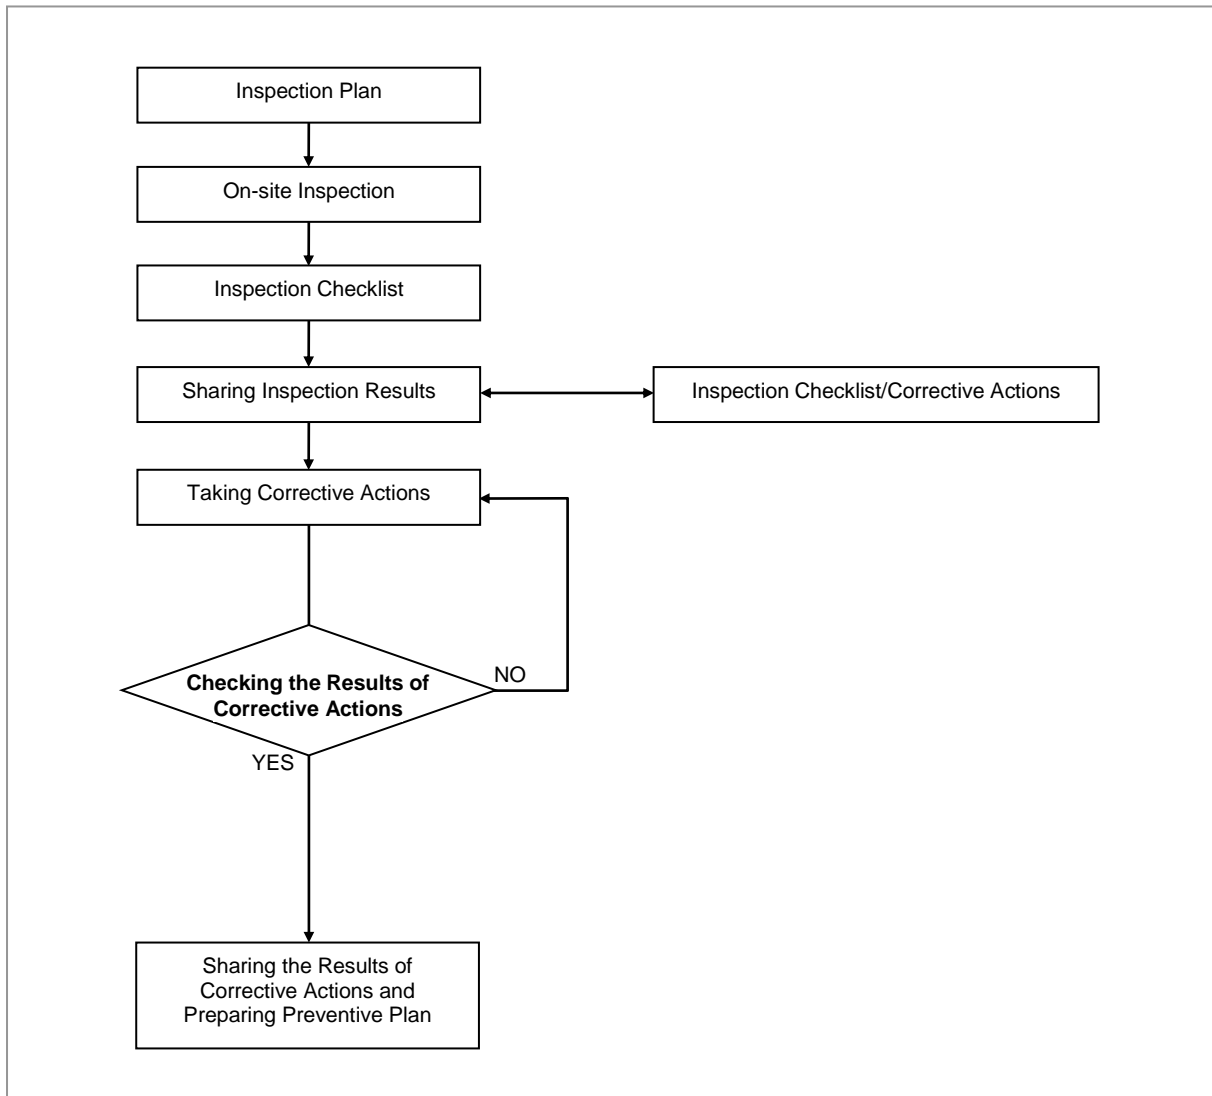 Inspection Plan
On-site Inspection
Inspection Checklist
Sharing Inspection Results
Inspection Checklist/Corrective Actions
Taking Corrective Actions
NO
Checking the Results of
Corrective Actions
YES
Sharing the Results of
Corrective Actions and
Preparing Preventive Plan